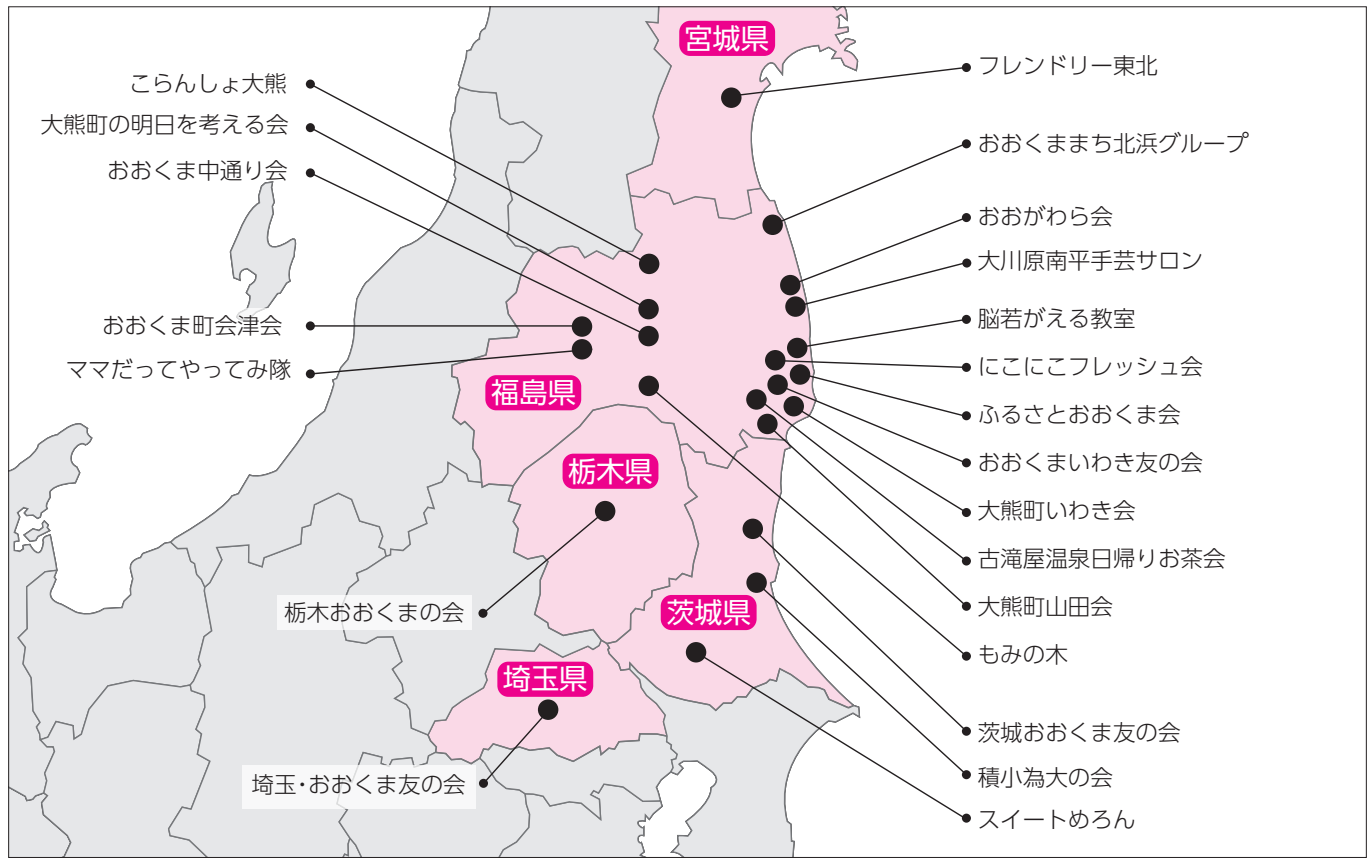 宮城県
福島県
栃木県
茨城県
埼玉県
こらんしょ大熊
大熊町の明日を考える会
おおくま中通り会
おおくま町会津会
ママだってやってみ隊
栃木おおくまの会
埼玉・おおくま友の会
フレンドリー東北
おおくままち北浜グループ
おおがわら会
大川原南平手芸サロン
脳若がえる教室
にこにこフレッシュ会
ふるさとおおくま会
おおくまいわき友の会
大熊町いわき会
古滝屋温泉日帰りお茶会
大熊町山田会
もみの木
茨城おおくま友の会
積小為大の会
スイートめろん